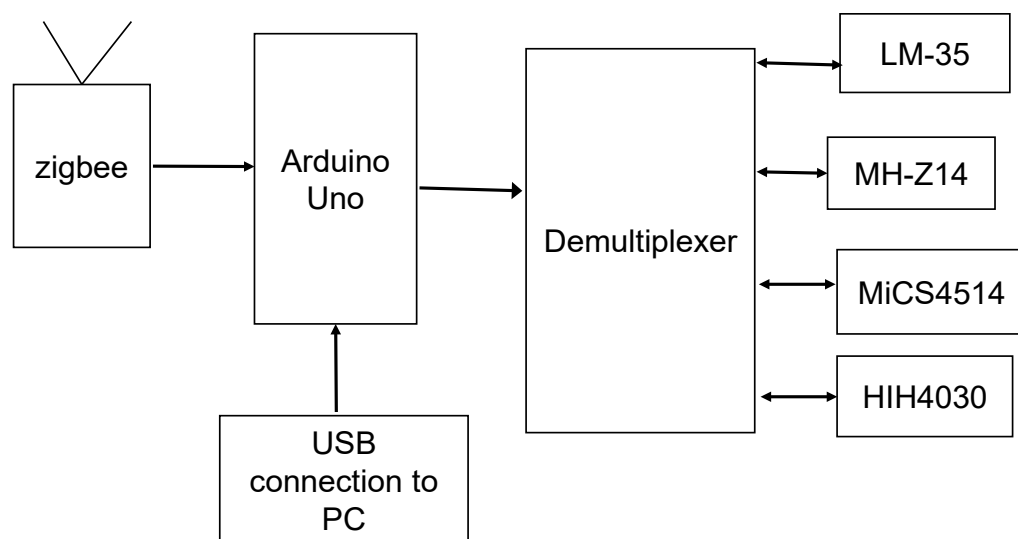 zigbee
Arduino
Uno
Demultiplexer
LM-35
MH-Z14
MiCS4514
HIH4030
USB
connection to
PC